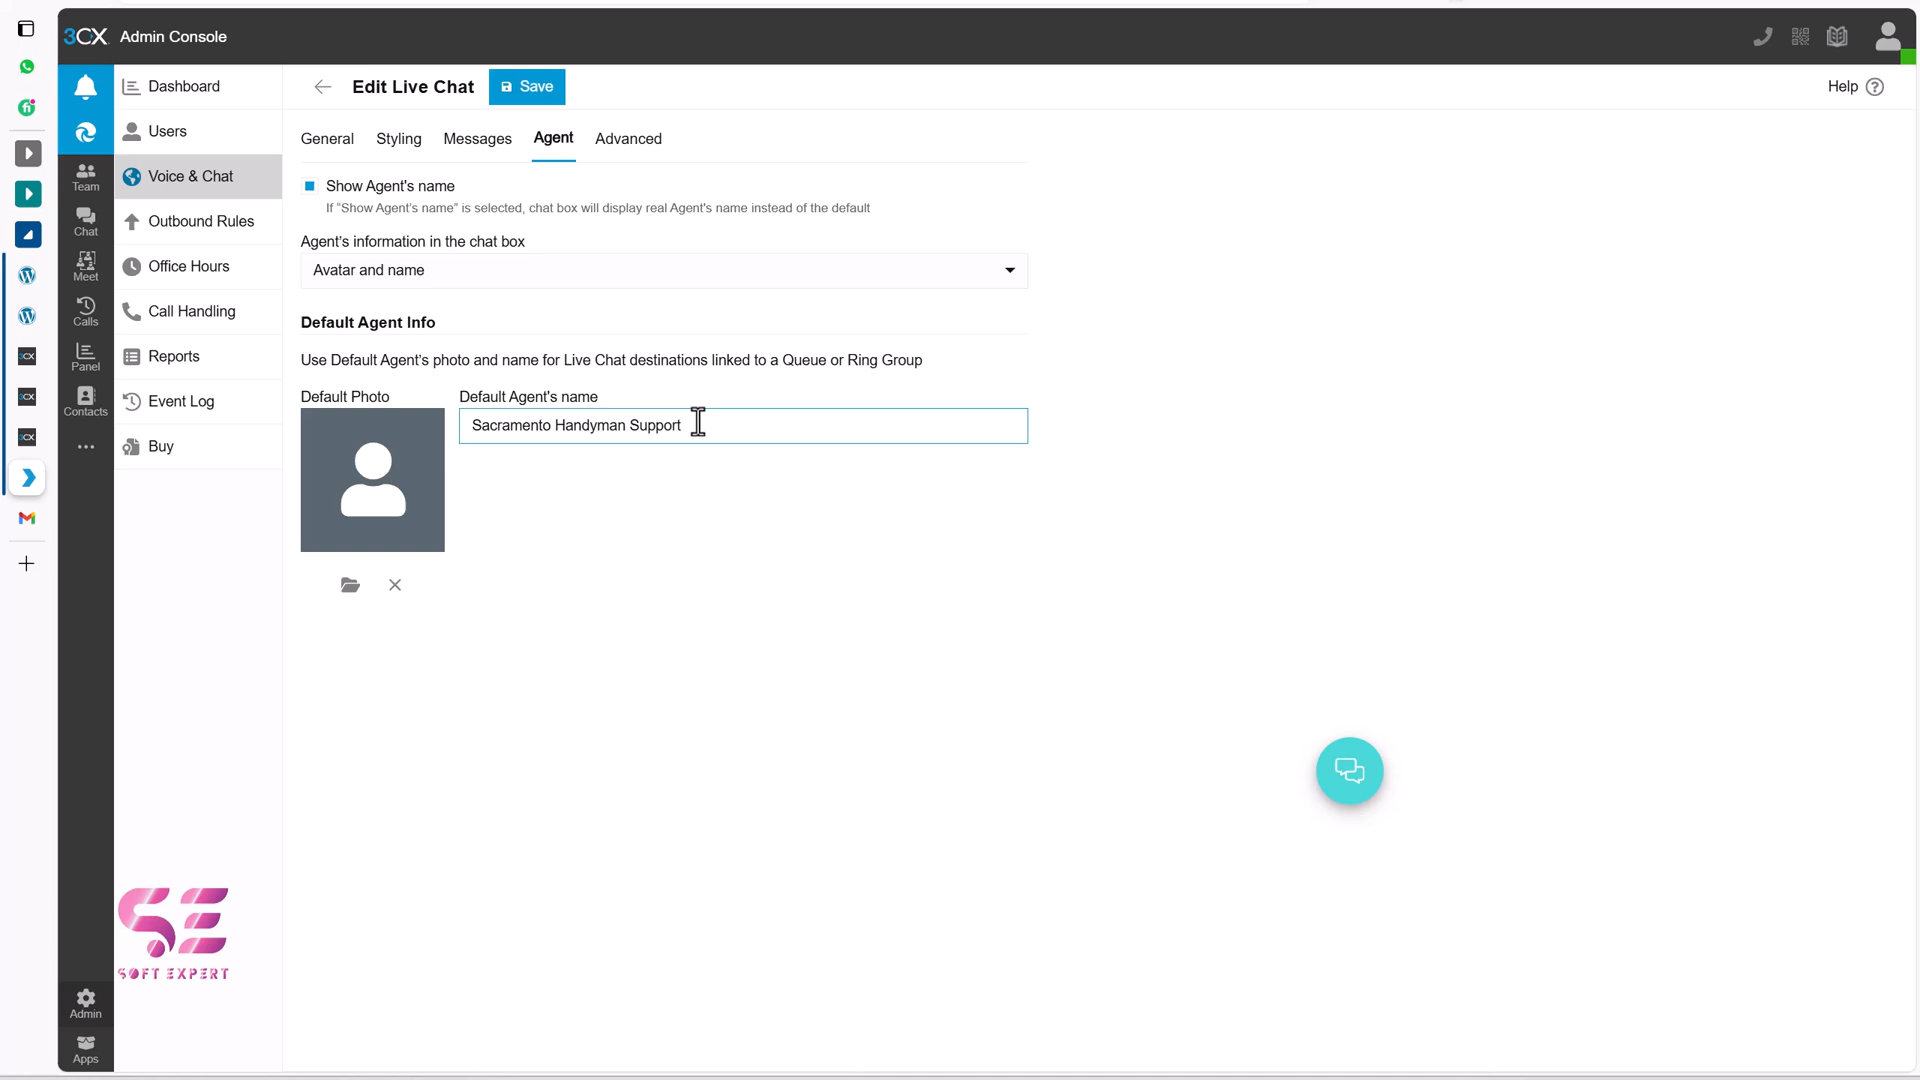 3CX Admin Console
Dashboard
Users
Voice & Chat
Outbound Rules
Office Hours
Call Handling
Reports
Event Log
Buy
Team
Chat
Meet
Calls
Panel
Contacts
Admin
Apps
Edit Live Chat
Save
Help
General
Styling
Messages
Agent
Advanced
Show Agent's name
If “Show Agent’s name” is selected, chat box will display real Agent's name instead of the default
Agent’s information in the chat box
Avatar and name
Default Agent Info
Use Default Agent’s photo and name for Live Chat destinations linked to a Queue or Ring Group
Default Photo
Default Agent's name
Sacramento Handyman Support
SE
SOFT EXPERT
3CX
3CX
3CX